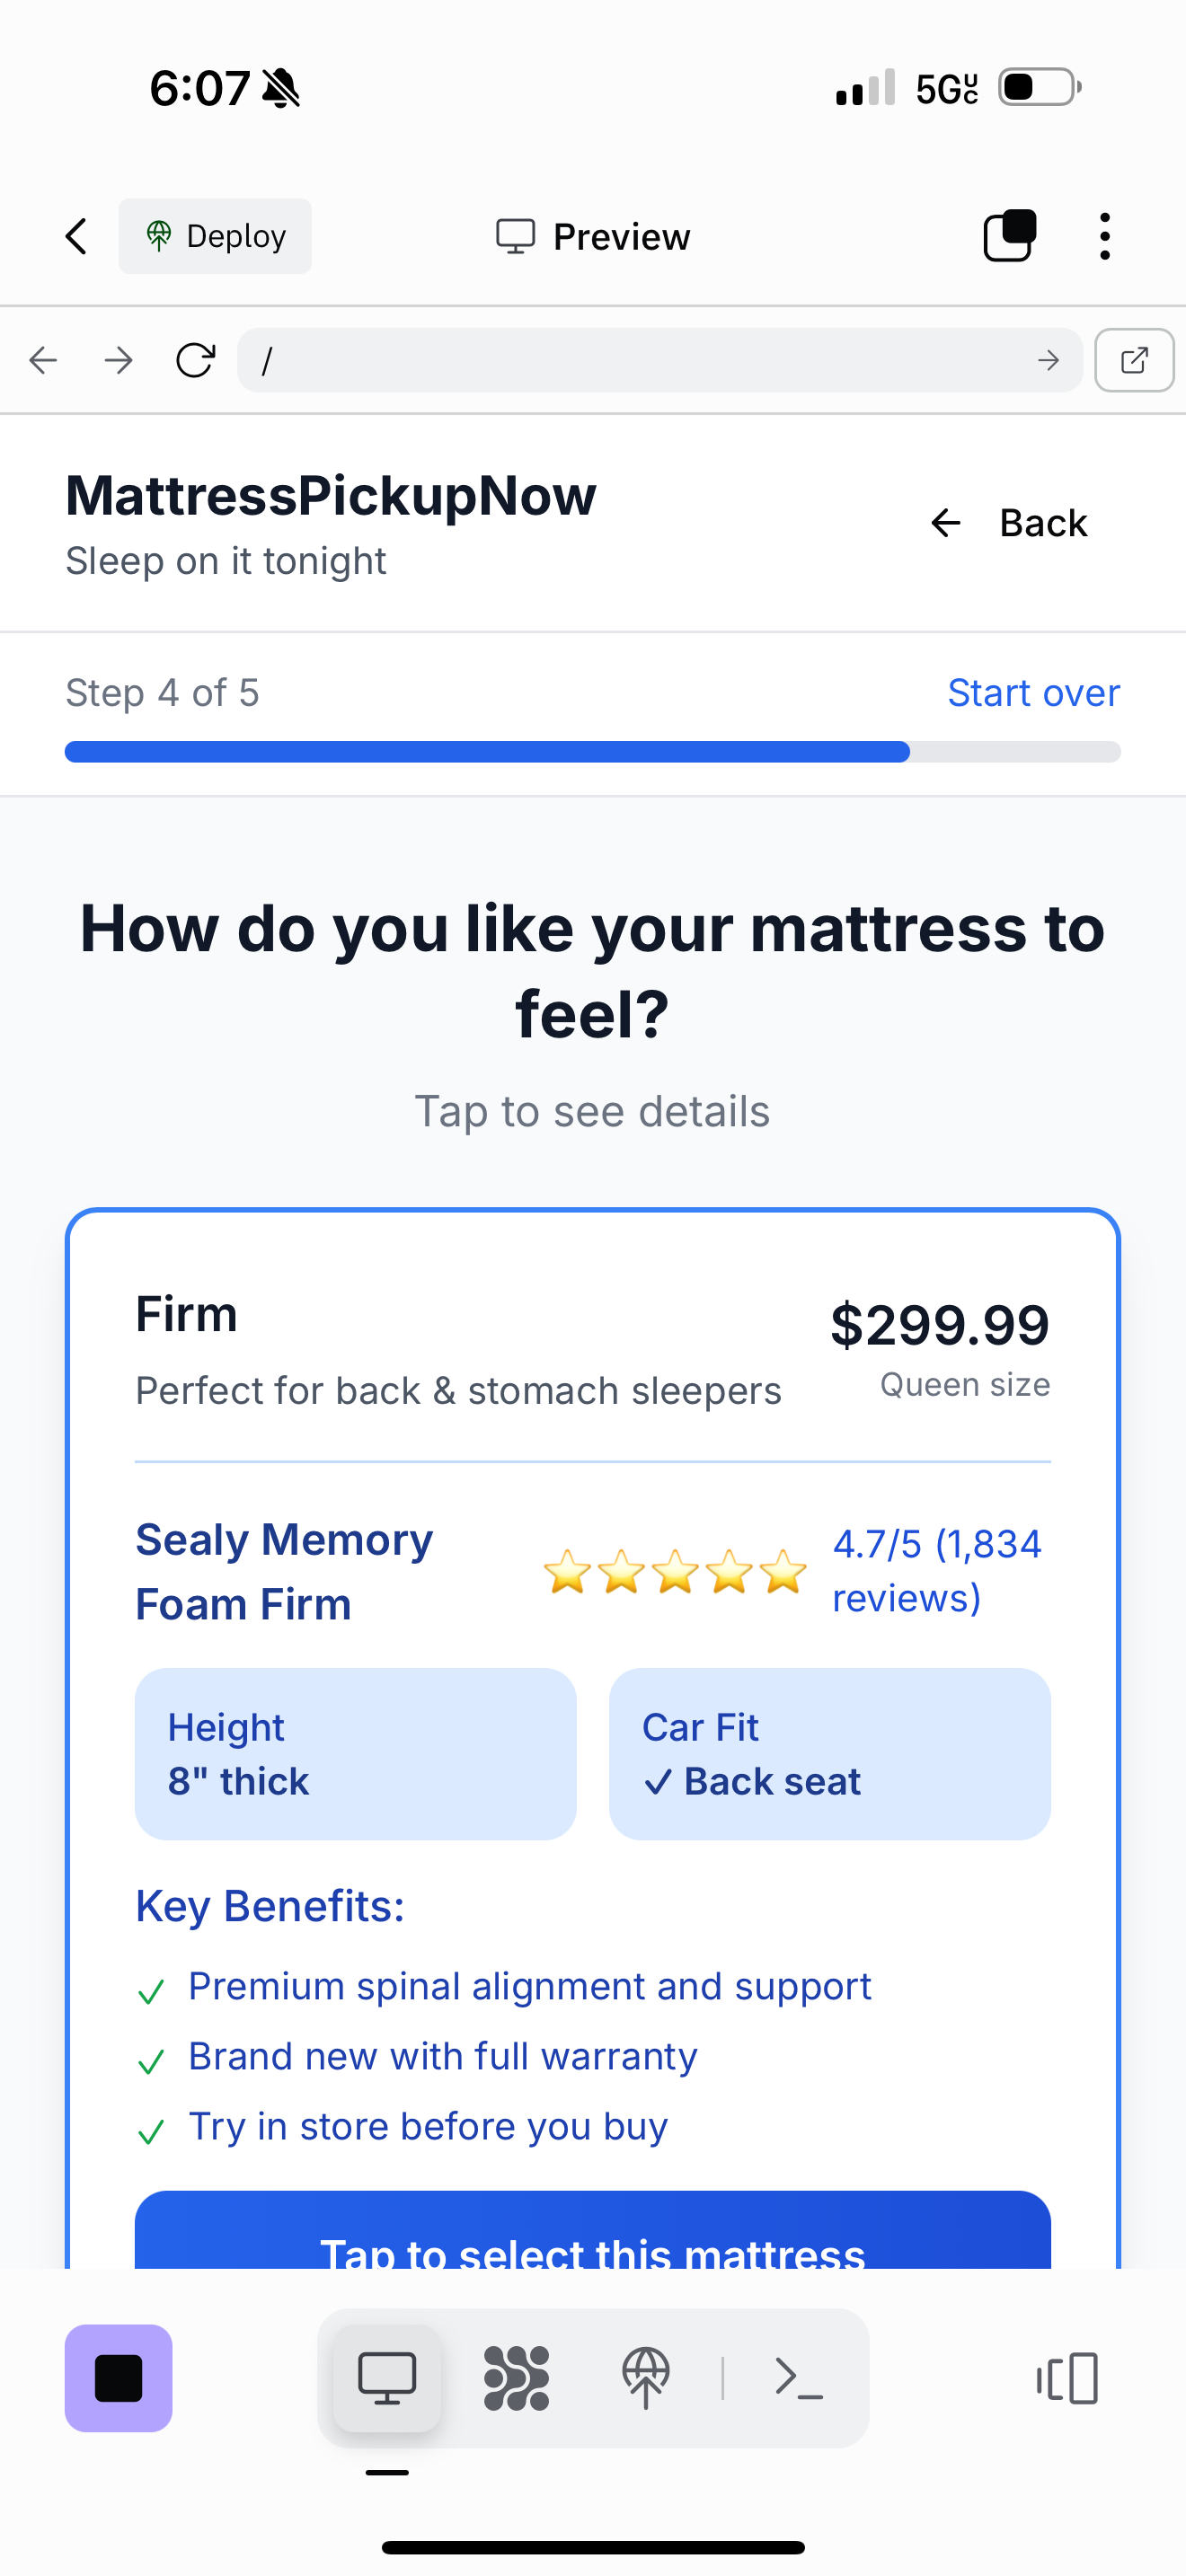 6:07
5G UC
Deploy
Preview
/
MattressPickupNow
Sleep on it tonight
Back
Step 4 of 5
Start over
How do you like your mattress to
feel?
Tap to see details
Firm
$299.99
Perfect for back & stomach sleepers
Queen size
Sealy Memory
Foam Firm
4.7/5 (1,834
reviews)
Height
8" thick
Car Fit
✓ Back seat
Key Benefits:
✓ Premium spinal alignment and support
✓ Brand new with full warranty
✓ Try in store before you buy
Tap to select this mattress